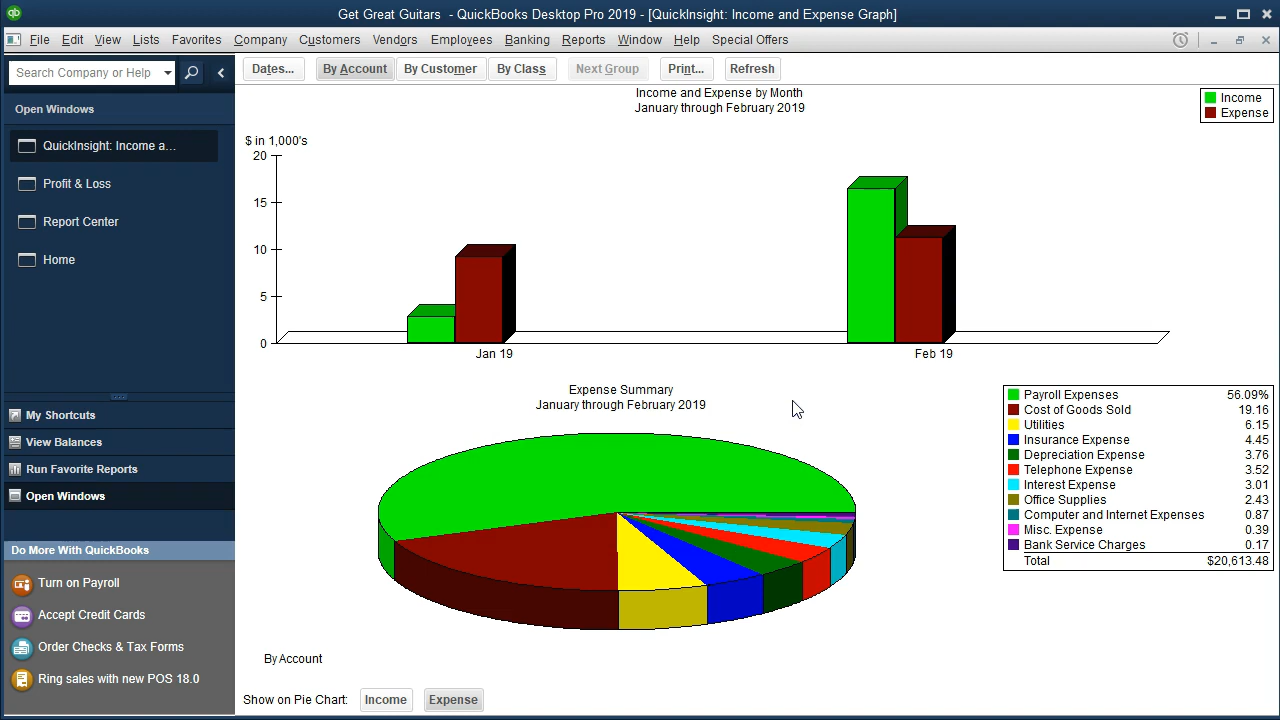 Get Great Guitars - QuickBooks Desktop Pro 2019 - [QuickInsight: Income and Expense Graph]
File Edit View Lists Favorites Company Customers Vendors Employees Banking Reports Window Help Special Offers
Search Company or Help
Dates... By Account By Customer By Class Next Group Print... Refresh
Open Windows
QuickInsight: Income a...
Profit & Loss
Report Center
Home
My Shortcuts
View Balances
Run Favorite Reports
Open Windows
Do More With QuickBooks
Turn on Payroll
Accept Credit Cards
Order Checks & Tax Forms
Ring sales with new POS 18.0
Income and Expense by Month
January through February 2019
Income
Expense
$ in 1,000's
20
15
10
5
0
Jan 19 Feb 19
Expense Summary
January through February 2019
Payroll Expenses 56.09%
Cost of Goods Sold 19.16
Utilities 6.15
Insurance Expense 4.45
Depreciation Expense 3.76
Telephone Expense 3.52
Interest Expense 3.01
Office Supplies 2.43
Computer and Internet Expenses 0.87
Misc. Expense 0.39
Bank Service Charges 0.17
Total $20,613.48
By Account
Show on Pie Chart: Income Expense